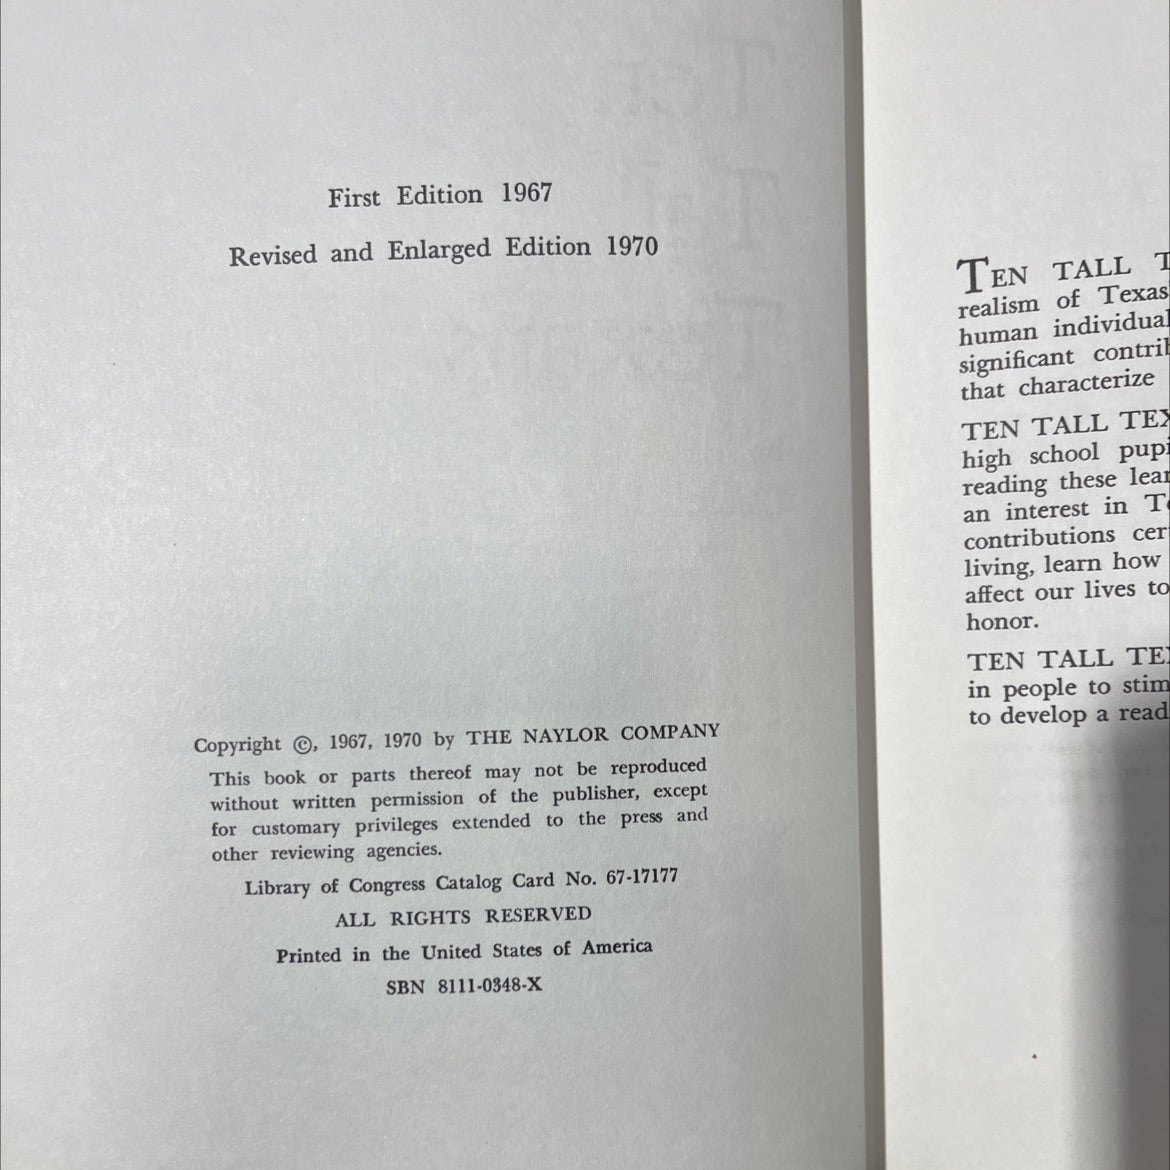 First Edition 1967
Revised and Enlarged Edition 1970
Copyright ©, 1967, 1970 by THE NAYLOR COMPANY
This book or parts thereof may not be reproduced
without written permission of the publisher, except
for customary privileges extended to the press and
other reviewing agencies.
Library of Congress Catalog Card No. 67-17177
ALL RIGHTS RESERVED
Printed in the United States of America
SBN 8111-0348-X
TEN TALL T
realism of Texas
human individual
significant contrib
that characterize
TEN TALL TEX
high school pupi
reading these lear
an interest in Te
contributions cer
living, learn how
affect our lives to
honor.
TEN TALL TEX
in people to stim
to develop a read